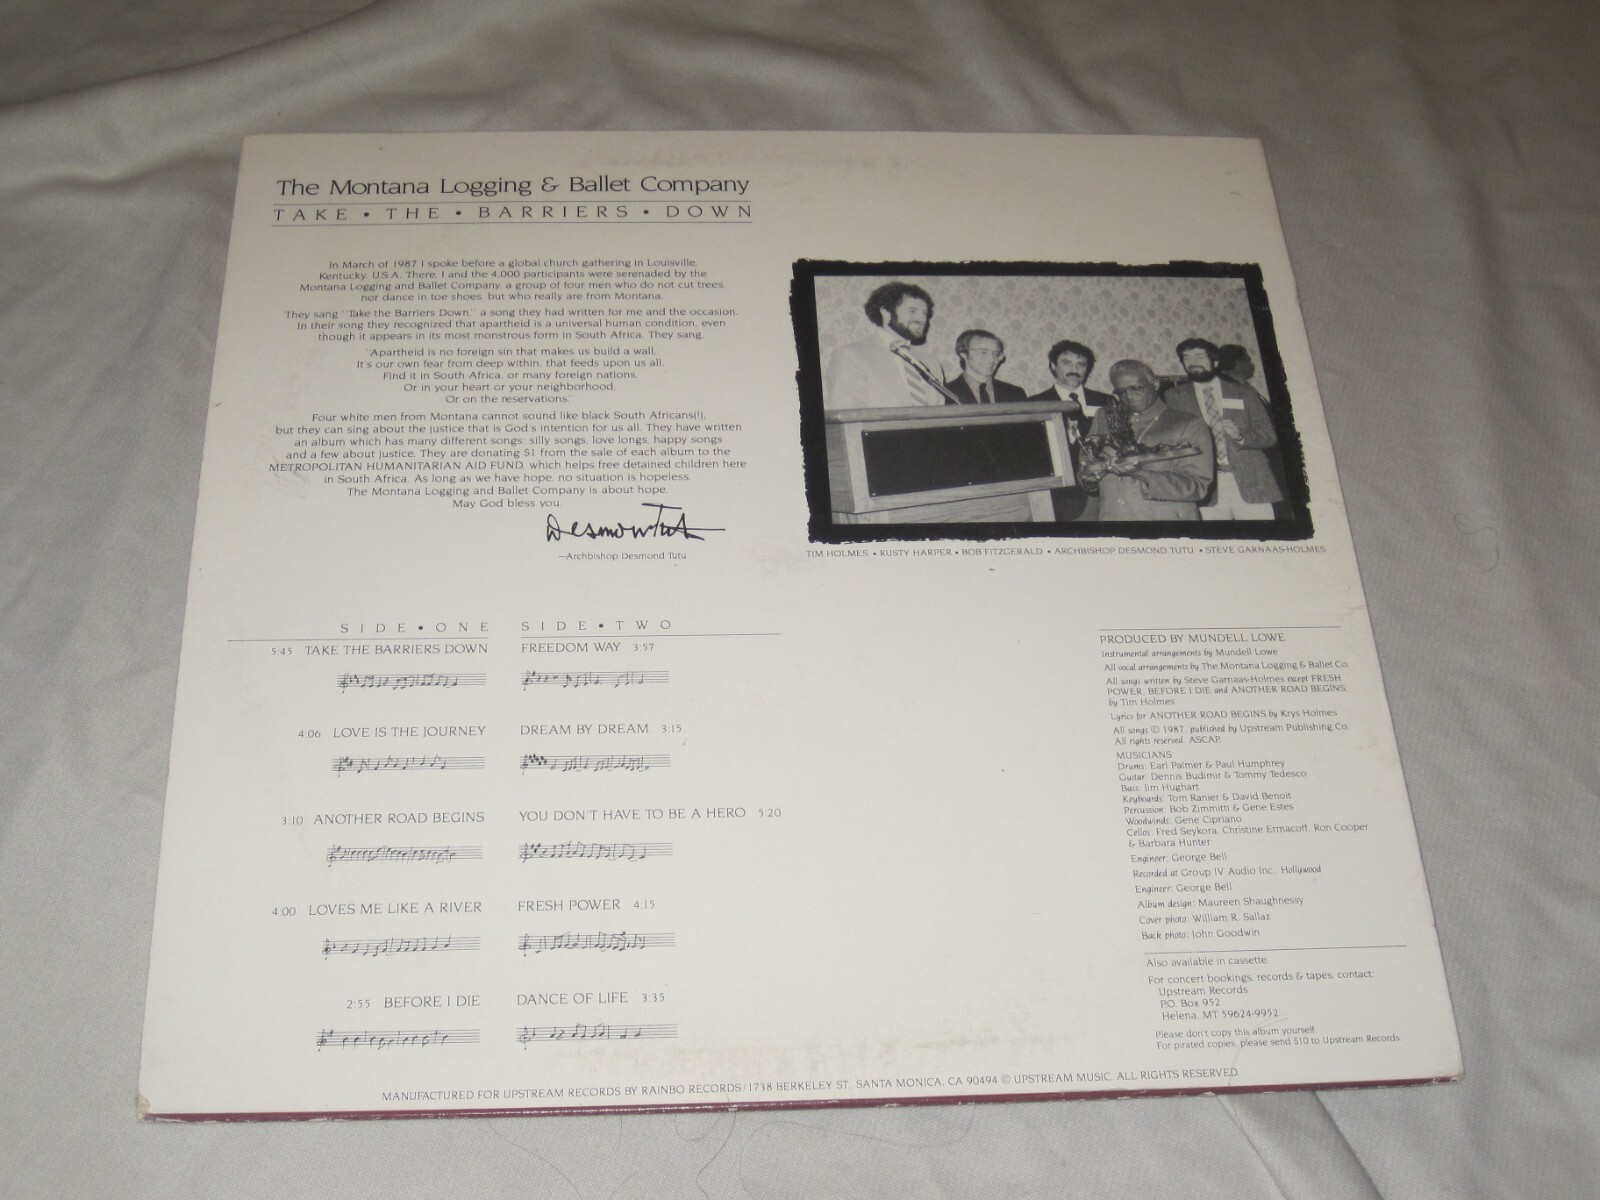 The Montana Logging & Ballet Company
TAKE • THE • BARRIERS • DOWN
In March of 1987 I spoke before a global church gathering in Louisville,
Kentucky, U.S.A. There, I and the 4,000 participants were serenaded by the
Montana Logging and Ballet Company, a group of four men who do not cut trees,
nor dance in toe shoes, but who really are from Montana.
They sang "Take the Barriers Down," a song they had written for me and the occasion.
In their song they recognized that apartheid is a universal human condition, even
though it appears in its most monstrous form in South Africa. They sang,
"Apartheid is no foreign sin that makes us build a wall.
It's our own fear from deep within, that feeds upon us all.
Find it in South Africa, or many foreign nations,
Or in your heart or your neighborhood,
Or on the reservations."
Four white men from Montana cannot sound like black South Africans(!),
but they can sing about the justice that is God's intention for us all. They have written
an album which has many different songs: silly songs, love longs, happy songs
and a few about justice. They are donating $1 from the sale of each album to the
METROPOLITAN HUMANITARIAN AID FUND, which helps free detained children here
in South Africa. As long as we have hope, no situation is hopeless.
The Montana Logging and Ballet Company is about hope.
May God bless you.
Desmond Tutu
—Archbishop Desmond Tutu
TIM HOLMES • RUSTY HARPER • BOB FITZGERALD • ARCHBISHOP DESMOND TUTU • STEVE GARNAAS-HOLMES
SIDE • ONE
5:45 TAKE THE BARRIERS DOWN
4:06 LOVE IS THE JOURNEY
3:10 ANOTHER ROAD BEGINS
4:00 LOVES ME LIKE A RIVER
2:55 BEFORE I DIE
SIDE • TWO
FREEDOM WAY 3:57
DREAM BY DREAM 3:15
YOU DON'T HAVE TO BE A HERO 5:20
FRESH POWER 4:15
DANCE OF LIFE 3:35
PRODUCED BY MUNDELL LOWE
Instrumental arrangements by Mundell Lowe
All vocal arrangements by The Montana Logging & Ballet Co.
All songs written by Steve Garnaas-Holmes except FRESH
POWER, BEFORE I DIE and ANOTHER ROAD BEGINS,
by Tim Holmes
Lyrics for ANOTHER ROAD BEGINS by Krys Holmes
All songs © 1987, published by Upstream Publishing Co.
All rights reserved. ASCAP.
MUSICIANS:
Drums: Earl Palmer & Paul Humphrey
Guitar: Dennis Budimir & Tommy Tedesco
Bass: Jim Hughart
Keyboards: Tom Ranier & David Benoit
Percussion: Bob Zimmitti & Gene Estes
Woodwinds: Gene Cipriano
Cellos: Fred Seykora, Christine Ermacoff, Ron Cooper
& Barbara Hunter
Engineer: George Bell
Recorded at Group IV Audio Inc., Hollywood
Engineer: George Bell
Album design: Maureen Shaughnessy
Cover photo: William R. Sallaz
Back photo: John Goodwin
Also available in cassette.
For concert bookings, records & tapes, contact:
Upstream Records
P.O. Box 952
Helena, MT 59624-9952
Please don't copy this album yourself.
For pirated copies, please send $10 to Upstream Records.
MANUFACTURED FOR UPSTREAM RECORDS BY RAINBO RECORDS/1738 BERKELEY ST. SANTA MONICA, CA 90494 © UPSTREAM MUSIC. ALL RIGHTS RESERVED.